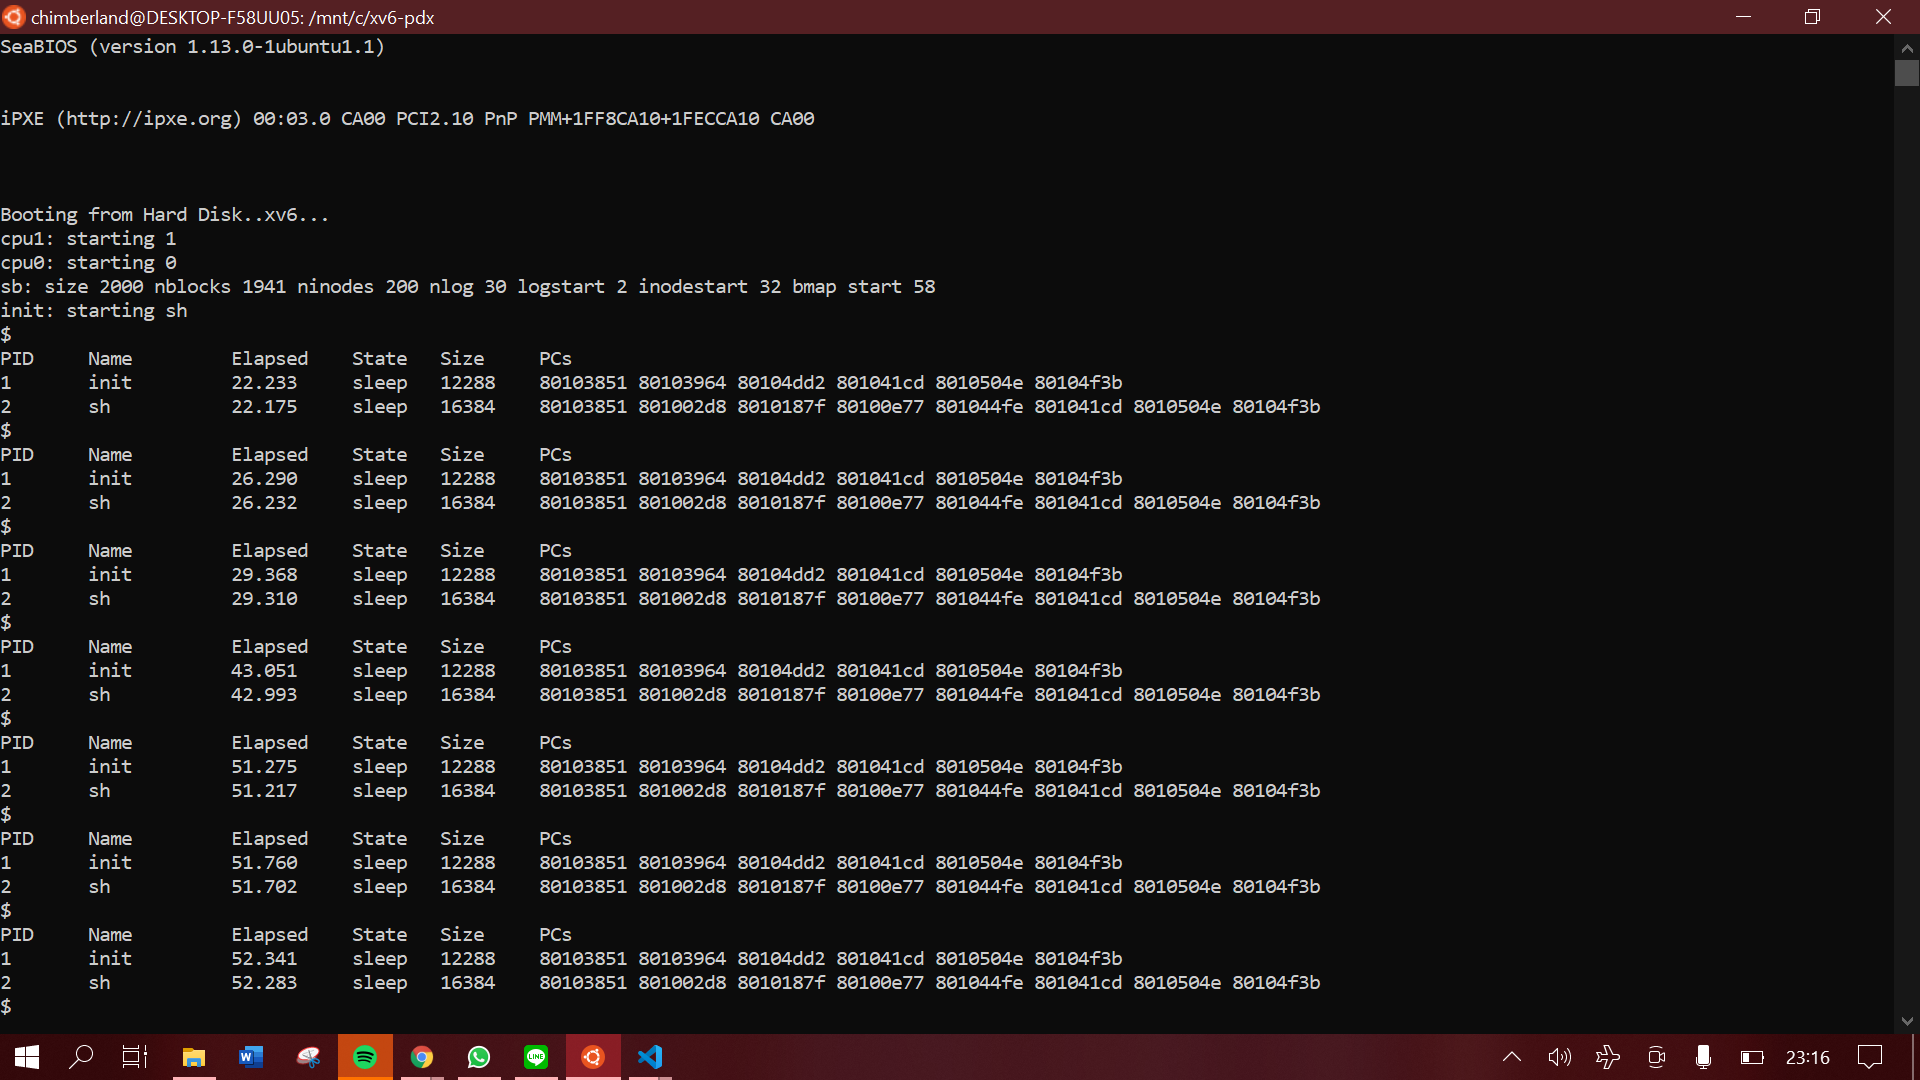 chimberland@DESKTOP-F58UU05: /mnt/c/xv6-pdx
SeaBIOS (version 1.13.0-1ubuntu1.1)
iPXE (http://ipxe.org) 00:03.0 CA00 PCI2.10 PnP PMM+1FF8CA10+1FECCA10 CA00
Booting from Hard Disk..xv6...
cpu1: starting 1
cpu0: starting 0
sb: size 2000 nblocks 1941 ninodes 200 nlog 30 logstart 2 inodestart 32 bmap start 58
init: starting sh
$
PID Name Elapsed State Size PCs
1 init 22.233 sleep 12288 80103851 80103964 80104dd2 801041cd 8010504e 80104f3b
2 sh 22.175 sleep 16384 80103851 801002d8 8010187f 80100e77 801044fe 801041cd 8010504e 80104f3b
$
PID Name Elapsed State Size PCs
1 init 26.290 sleep 12288 80103851 80103964 80104dd2 801041cd 8010504e 80104f3b
2 sh 26.232 sleep 16384 80103851 801002d8 8010187f 80100e77 801044fe 801041cd 8010504e 80104f3b
$
PID Name Elapsed State Size PCs
1 init 29.368 sleep 12288 80103851 80103964 80104dd2 801041cd 8010504e 80104f3b
2 sh 29.310 sleep 16384 80103851 801002d8 8010187f 80100e77 801044fe 801041cd 8010504e 80104f3b
$
PID Name Elapsed State Size PCs
1 init 43.051 sleep 12288 80103851 80103964 80104dd2 801041cd 8010504e 80104f3b
2 sh 42.993 sleep 16384 80103851 801002d8 8010187f 80100e77 801044fe 801041cd 8010504e 80104f3b
$
PID Name Elapsed State Size PCs
1 init 51.275 sleep 12288 80103851 80103964 80104dd2 801041cd 8010504e 80104f3b
2 sh 51.217 sleep 16384 80103851 801002d8 8010187f 80100e77 801044fe 801041cd 8010504e 80104f3b
$
PID Name Elapsed State Size PCs
1 init 51.760 sleep 12288 80103851 80103964 80104dd2 801041cd 8010504e 80104f3b
2 sh 51.702 sleep 16384 80103851 801002d8 8010187f 80100e77 801044fe 801041cd 8010504e 80104f3b
$
PID Name Elapsed State Size PCs
1 init 52.341 sleep 12288 80103851 80103964 80104dd2 801041cd 8010504e 80104f3b
2 sh 52.283 sleep 16384 80103851 801002d8 8010187f 80100e77 801044fe 801041cd 8010504e 80104f3b
$
W LINE 23:16